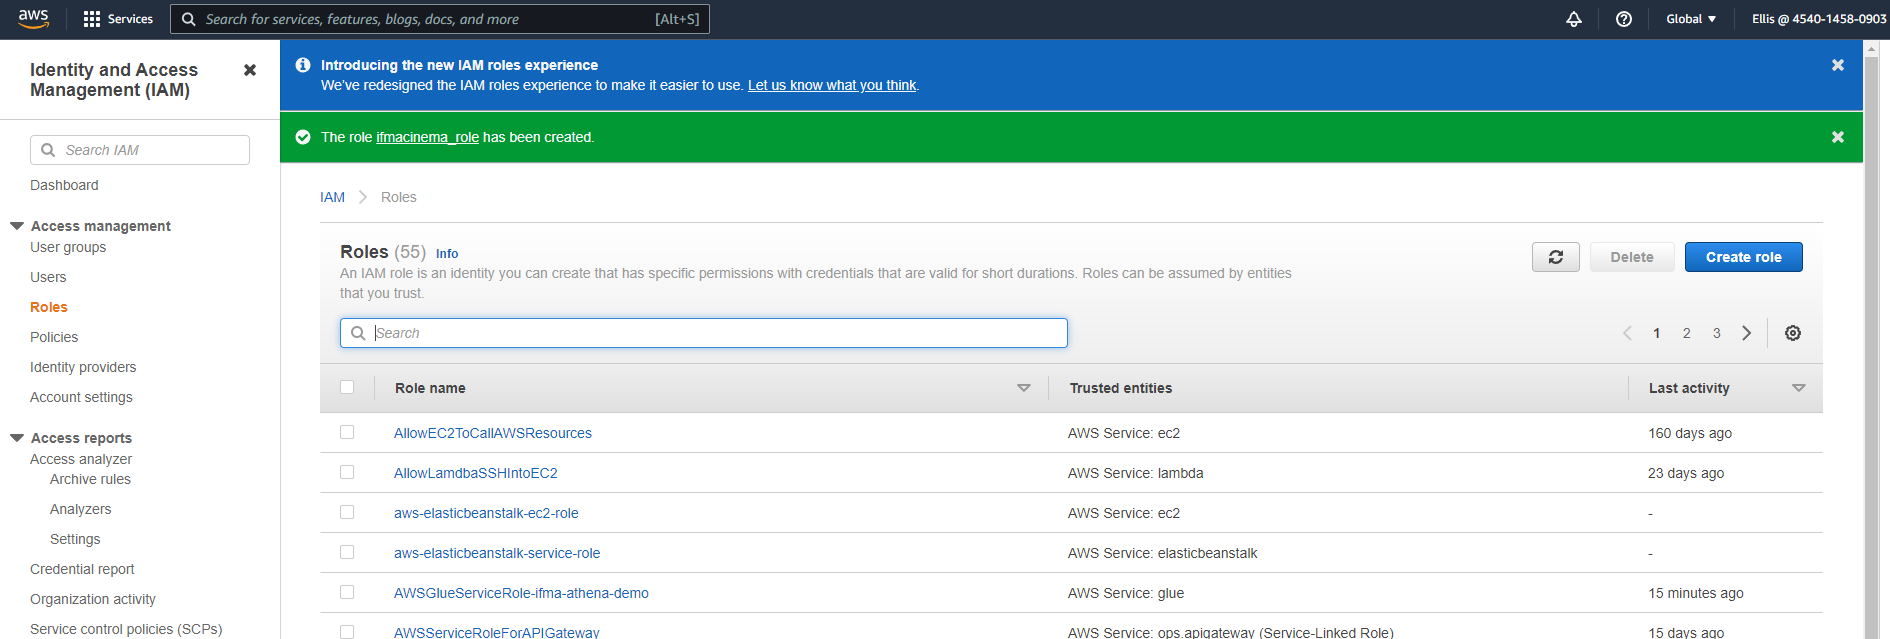 aws
Services
Search for services, features, blogs, docs, and more
[Alt+S]
Global
Ellis @ 4540-1458-0903
Identity and Access
Management (IAM)
Search IAM
Dashboard
Access management
User groups
Users
Roles
Policies
Identity providers
Account settings
Access reports
Access analyzer
Archive rules
Analyzers
Settings
Credential report
Organization activity
Service control policies (SCPs)
Introducing the new IAM roles experience
We've redesigned the IAM roles experience to make it easier to use. Let us know what you think.
The role ifmacinema_role has been created.
IAM Roles
Roles (55) Info
An IAM role is an identity you can create that has specific permissions with credentials that are valid for short durations. Roles can be assumed by entities
that you trust.
Delete
Create role
Search
1 2 3
Role name Trusted entities Last activity
AllowEC2ToCallAWSResources AWS Service: ec2 160 days ago
AllowLamdbaSSHIntoEC2 AWS Service: lambda 23 days ago
aws-elasticbeanstalk-ec2-role AWS Service: ec2 -
aws-elasticbeanstalk-service-role AWS Service: elasticbeanstalk -
AWSGlueServiceRole-ifma-athena-demo AWS Service: glue 15 minutes ago
AWSServiceRoleForAPIGateway AWS Service: ops.apigateway (Service-Linked Role) 15 days ago